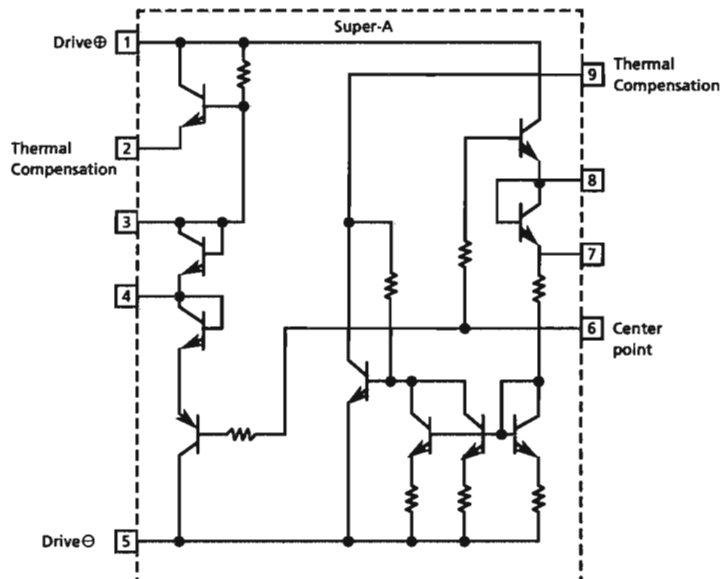 Super-A
Drive⊕ 1
9 Thermal
Compensation
2
Thermal
Compensation
8
3
7
4
6 Center
point
Drive⊖ 5